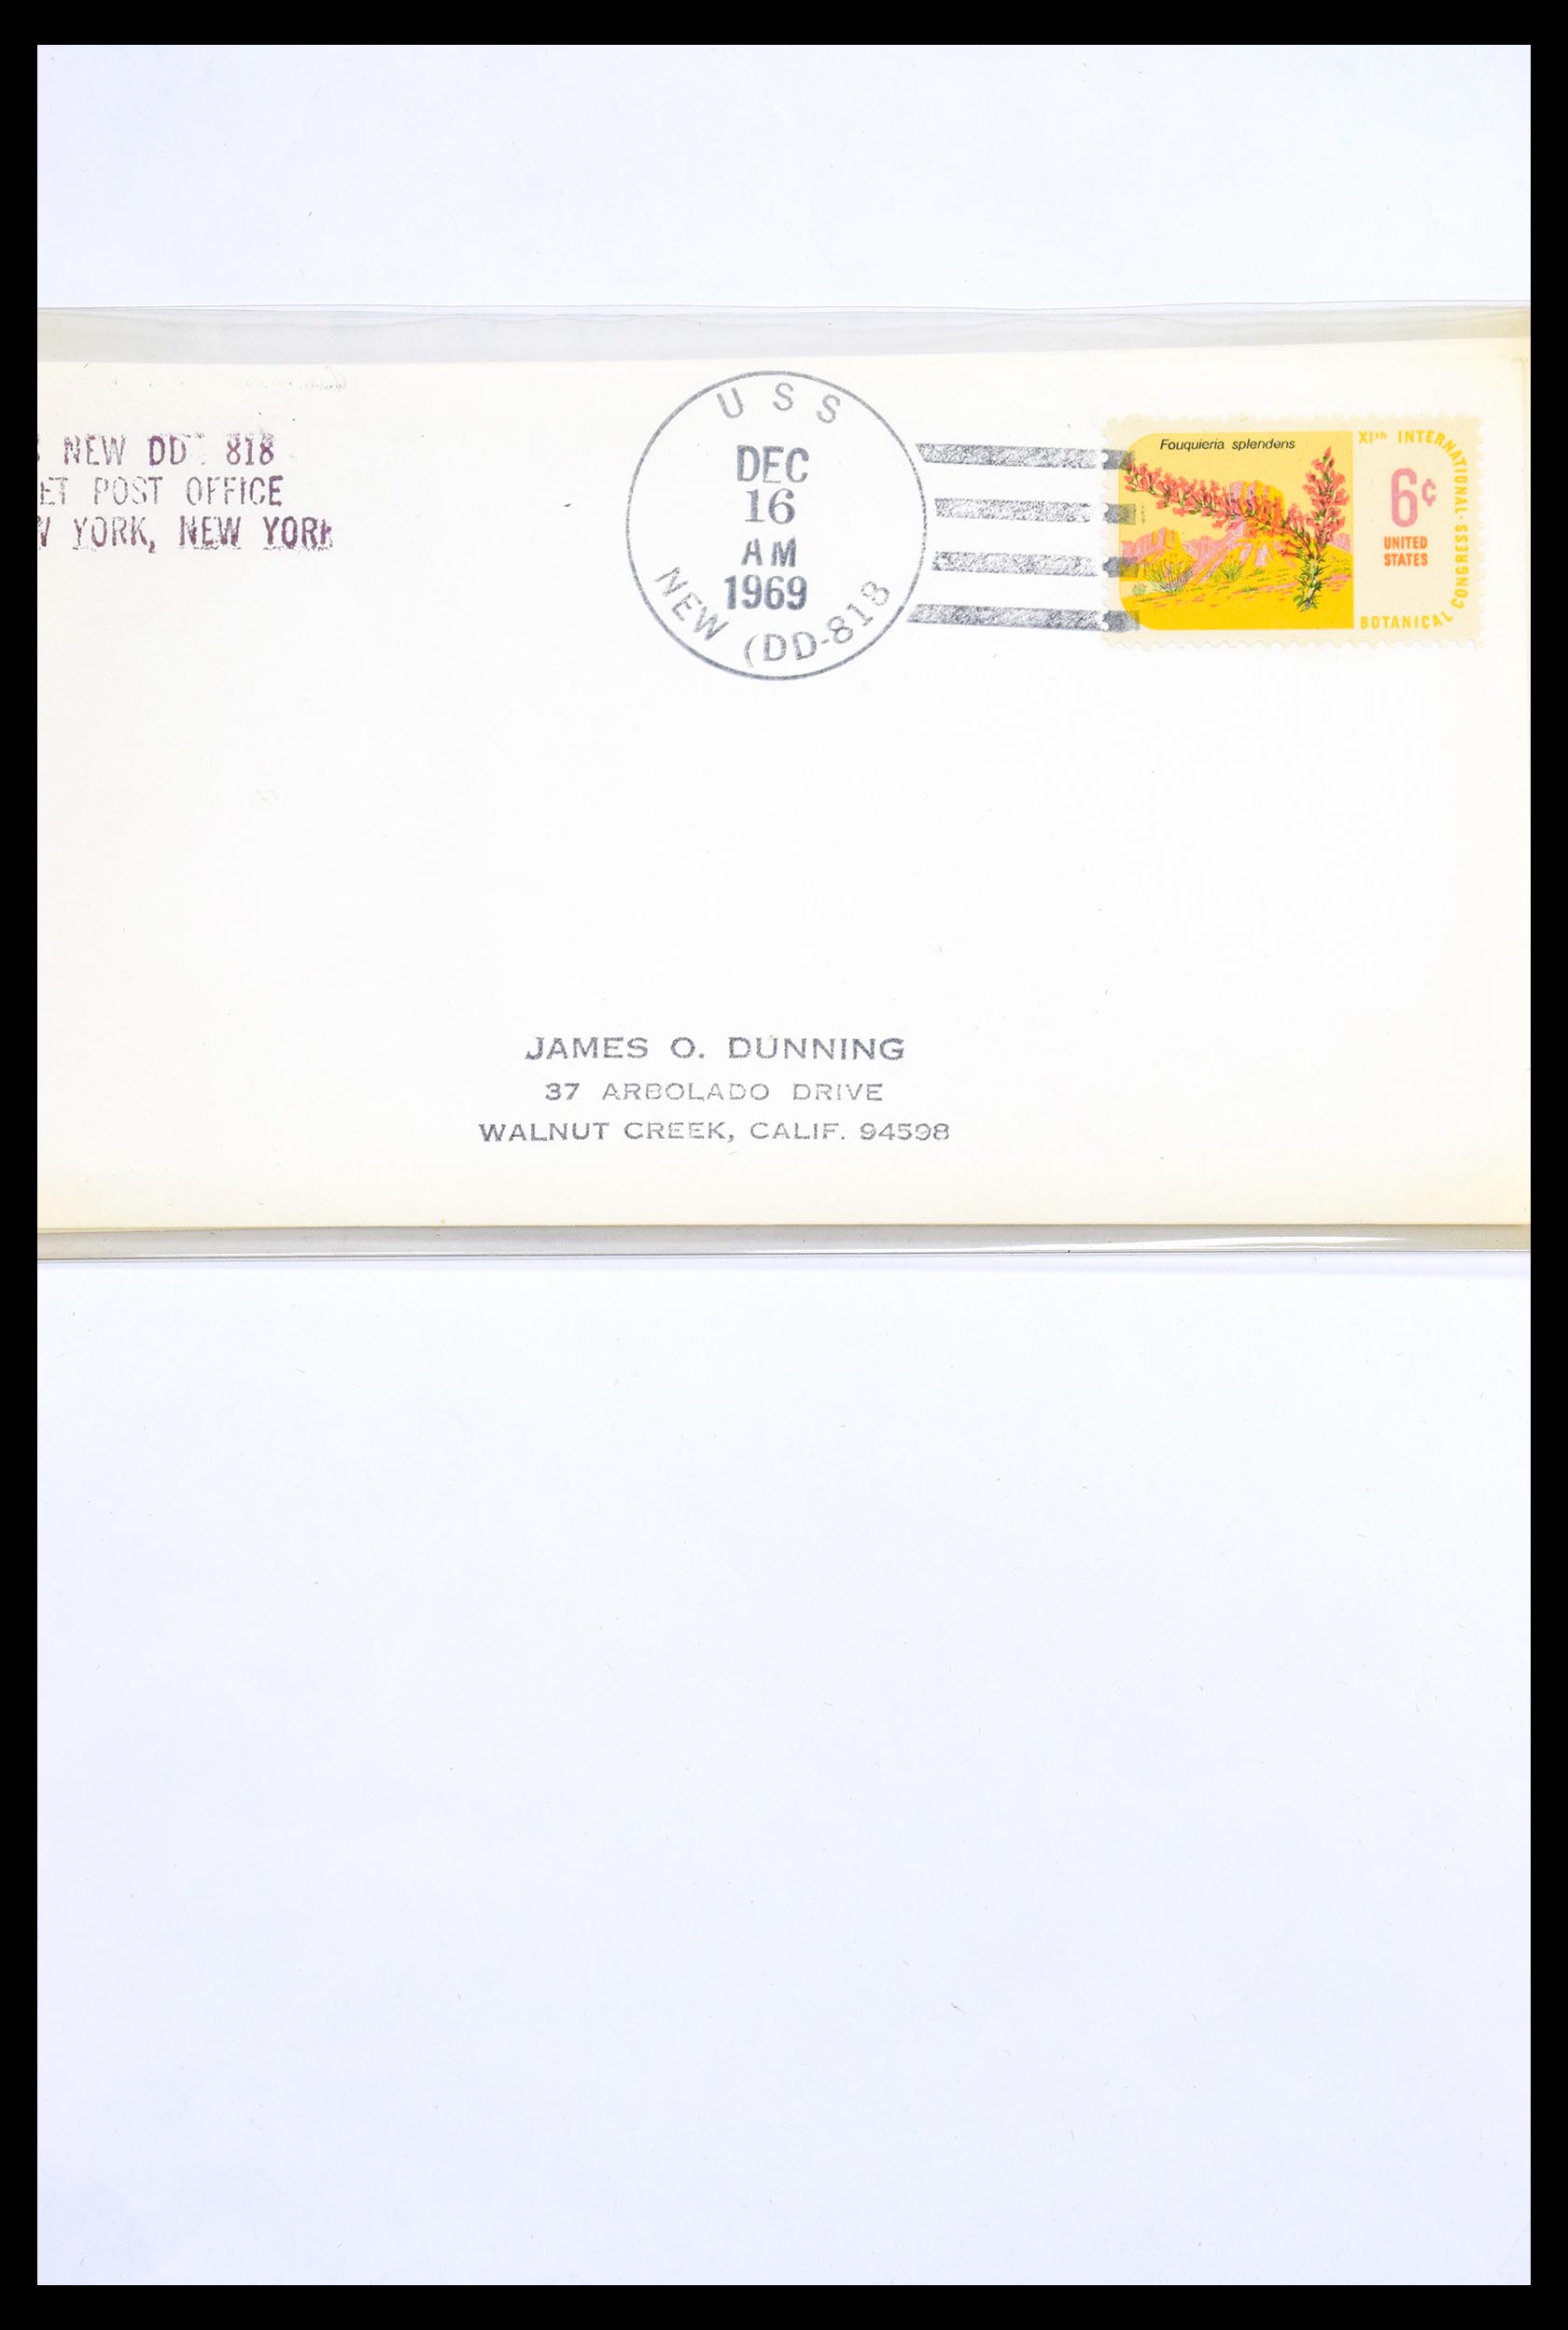 NEW DD 818
POST OFFICE
YORK, NEW YORK
USS
DEC
16
AM
1969
NEW (DD-818
Fouquieria splendens
XIth INTERNATIONAL BOTANICAL CONGRESS
6¢
UNITED
STATES
JAMES O. DUNNING
37 ARBOLADO DRIVE
WALNUT CREEK, CALIF. 94598